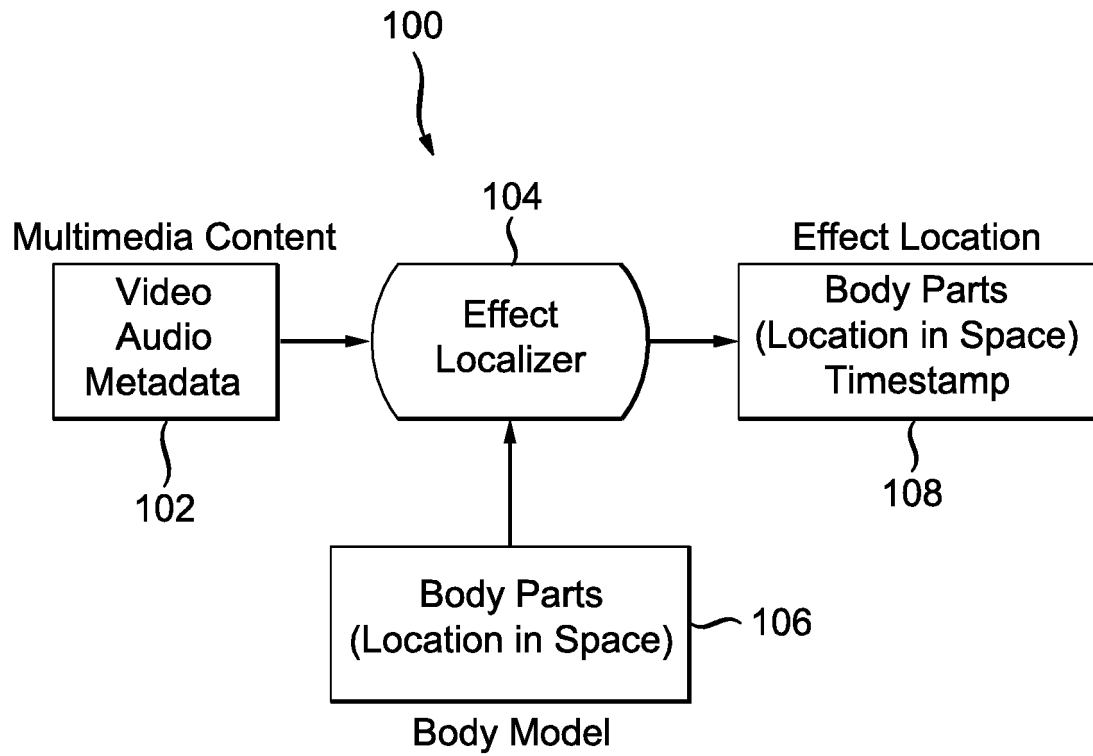 100
104
Multimedia Content
Video
Audio
Metadata
102
Effect
Localizer
Effect Location
Body Parts
(Location in Space)
Timestamp
108
Body Parts
(Location in Space)
106
Body Model